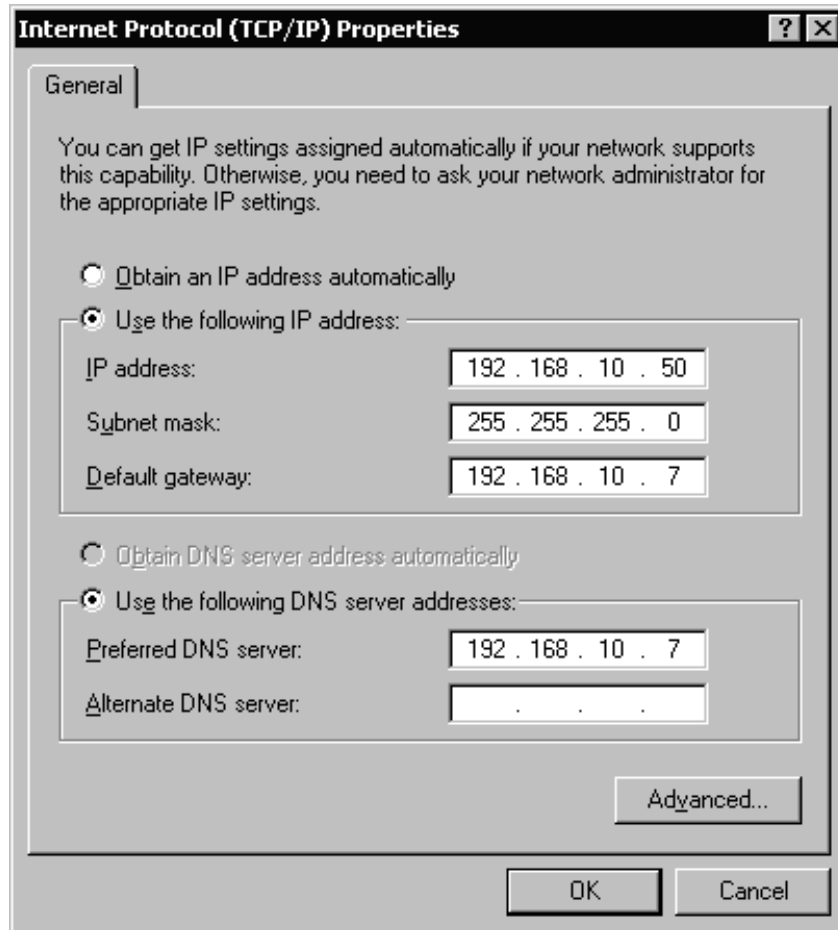 Internet Protocol (TCP/IP) Properties
General
You can get IP settings assigned automatically if your network supports
this capability. Otherwise, you need to ask your network administrator for
the appropriate IP settings.
Obtain an IP address automatically
Use the following IP address:
IP address: 192 . 168 . 10 . 50
Subnet mask: 255 . 255 . 255 . 0
Default gateway: 192 . 168 . 10 . 7
Obtain DNS server address automatically
Use the following DNS server addresses:
Preferred DNS server: 192 . 168 . 10 . 7
Alternate DNS server: . . .
Advanced...
OK Cancel